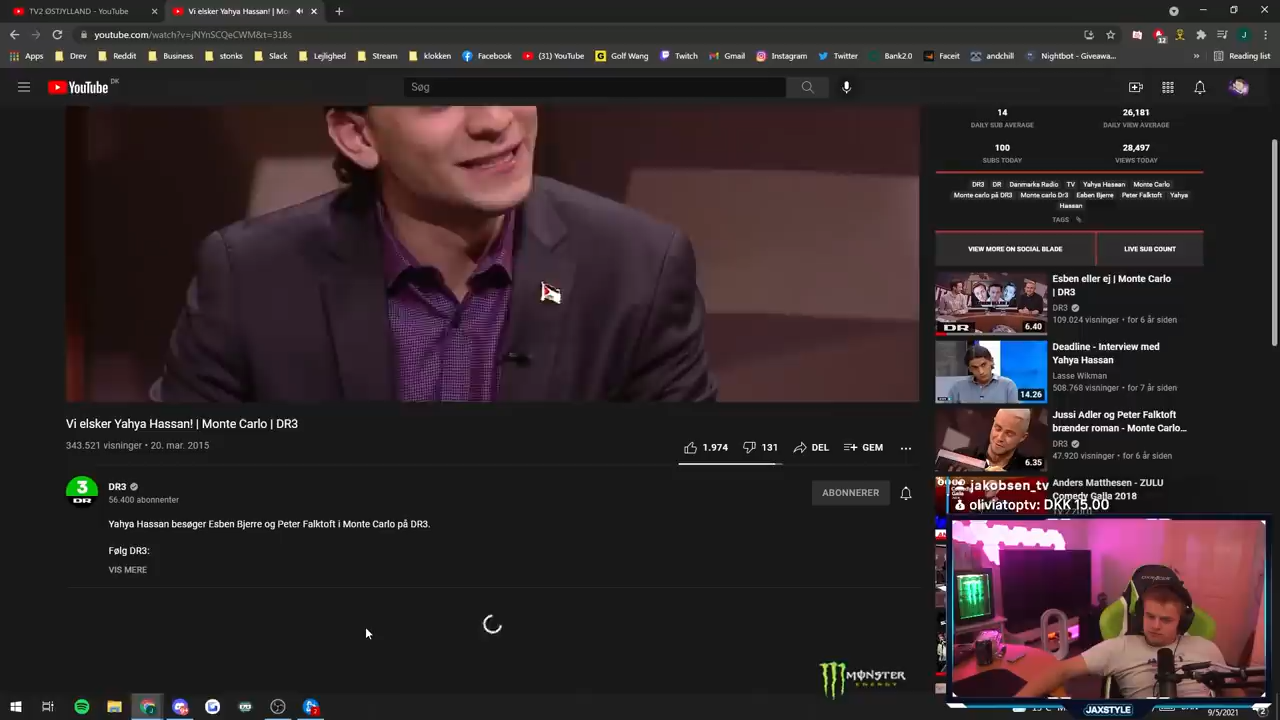 TV2 ØSTJYLLAND - YouTube
Vi elsker Yahya Hassan! | Mo
youtube.com/watch?v=jNYnSCQeCWM&t=318s
Apps Drev Reddit Business stonks Slack Lejlighed Stream klokken Facebook (31) YouTube Golf Wang Twitch Gmail Instagram Twitter Bank2.0 Faceit andchill Nightbot - Giveawa... » Reading list
YouTube DK
Søg
14 26,181
DAILY SUB AVERAGE DAILY VIEW AVERAGE
100 28,497
SUBS TODAY VIEWS TODAY
DR3 DR Danmarks Radio TV Yahya Hassan Monte Carlo
Monte carlo på DR3 Monte carlo Dr3 Esben Bjerre Peter Falktoft Yahya
Hassan
TAGS
VIEW MORE ON SOCIAL BLADE LIVE SUB COUNT
Esben eller ej | Monte Carlo
| DR3
DR3
109.024 visninger • for 6 år siden
DR
6.40
Deadline - Interview med
Yahya Hassan
Lasse Wikman
508.768 visninger • for 7 år siden
14.26
Jussi Adler og Peter Falktoft
brænder roman - Monte Carlo...
DR3
47.920 visninger • for 6 år siden
6.35
Anders Matthesen - ZULU
Comedy Galla 2018
jakobsen_tv
oliviatoptv: DKK 15.00
Vi elsker Yahya Hassan! | Monte Carlo | DR3
343.521 visninger • 20. mar. 2015
1.974 131 DEL GEM
3
DR
DR3
56.400 abonnenter
ABONNERER
Yahya Hassan besøger Esben Bjerre og Peter Falktoft i Monte Carlo på DR3.
Følg DR3:
VIS MERE
MONSTER
ENERGY
JAXSTYLE
9/5/2021